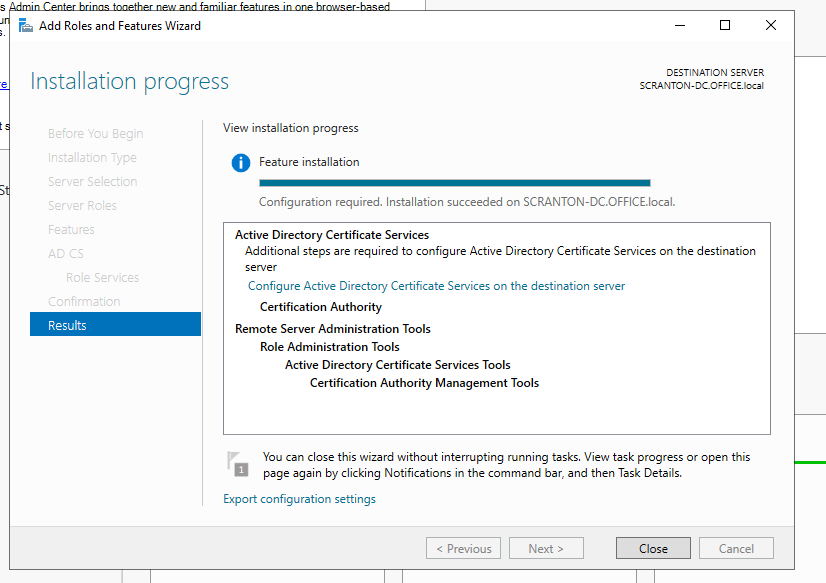 s Admin Center brings together new and familiar features in one browser-based
Add Roles and Features Wizard
Installation progress
DESTINATION SERVER
SCRANTON-DC.OFFICE.local
Before You Begin
Installation Type
Server Selection
Server Roles
Features
AD CS
Role Services
Confirmation
Results
View installation progress
Feature installation
Configuration required. Installation succeeded on SCRANTON-DC.OFFICE.local.
Active Directory Certificate Services
Additional steps are required to configure Active Directory Certificate Services on the destination
server
Configure Active Directory Certificate Services on the destination server
Certification Authority
Remote Server Administration Tools
Role Administration Tools
Active Directory Certificate Services Tools
Certification Authority Management Tools
1
You can close this wizard without interrupting running tasks. View task progress or open this
page again by clicking Notifications in the command bar, and then Task Details.
Export configuration settings
< Previous
Next >
Close
Cancel